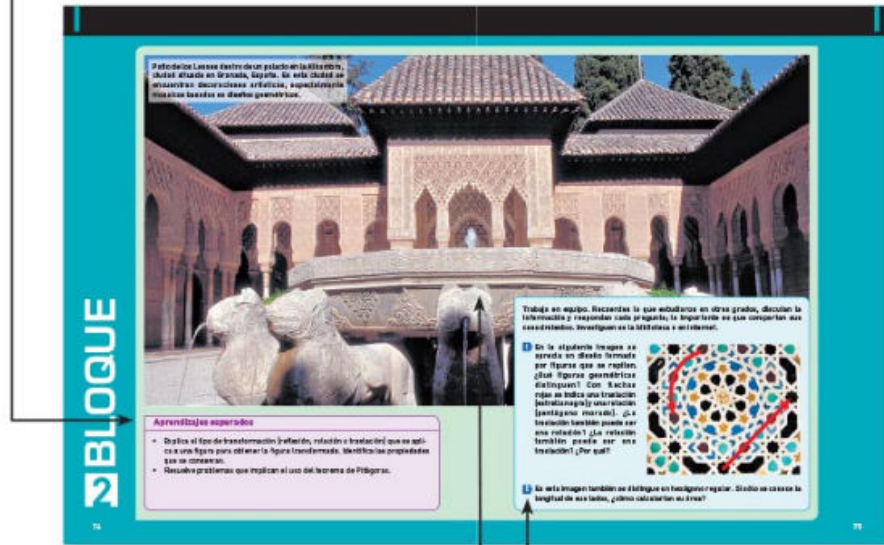 Patio de los Leones dentro de un palacio en la Alhambra,
ciudad situada en Granada, España. En esta ciudad se
encuentran decoraciones artísticas, especialmente
mosaicos basados en diseños geométricos.
2 BLOQUE
Aprendizajes esperados
• Explica el tipo de transformación (reflexión, rotación o traslación) que se apli-
ca a una figura para obtener la figura transformada. Identifica las propiedades
que se conservan.
• Resuelve problemas que implican el uso del teorema de Pitágoras.
74
Trabaja en equipo. Recuerden lo que estudiaron en otros grados, discutan la
información y respondan cada pregunta; lo importante es que compartan sus
conocimientos. Investiguen en la biblioteca o en internet.
En la siguiente imagen se
aprecia un diseño formado
por figuras que se repiten.
¿Qué figuras geométricas
distinguen? Con flechas
rojas se indica una traslación
(estrella negra) y una rotación
(pentágono morado). ¿La
traslación también puede ser
una rotación? ¿La rotación
también puede ser una
traslación? ¿Por qué?
En esta imagen también se distingue un hexágono regular. Si sólo se conoce la
longitud de sus lados, ¿cómo calcularían su área?
75